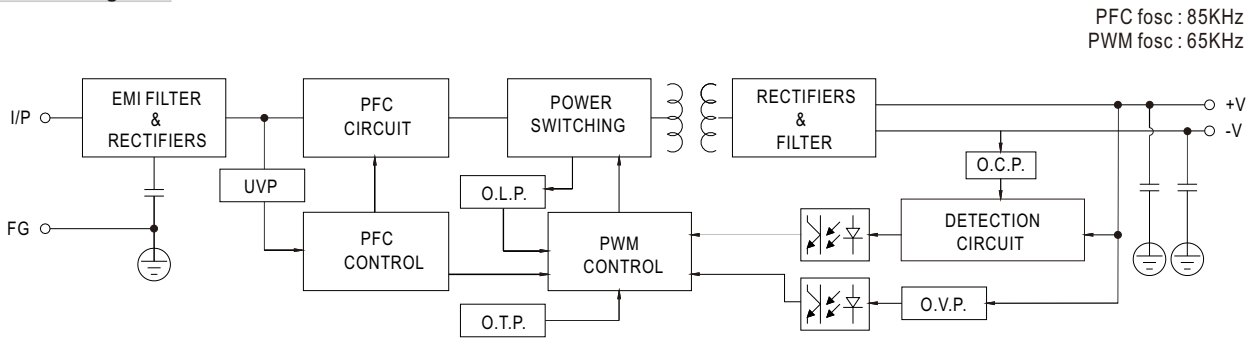 PFC fosc : 85KHz
PWM fosc : 65KHz
I/P
EMI FILTER
&
RECTIFIERS
PFC
CIRCUIT
POWER
SWITCHING
RECTIFIERS
&
FILTER
+V
-V
UVP
O.L.P.
O.C.P.
FG
PFC
CONTROL
PWM
CONTROL
DETECTION
CIRCUIT
O.T.P.
O.V.P.